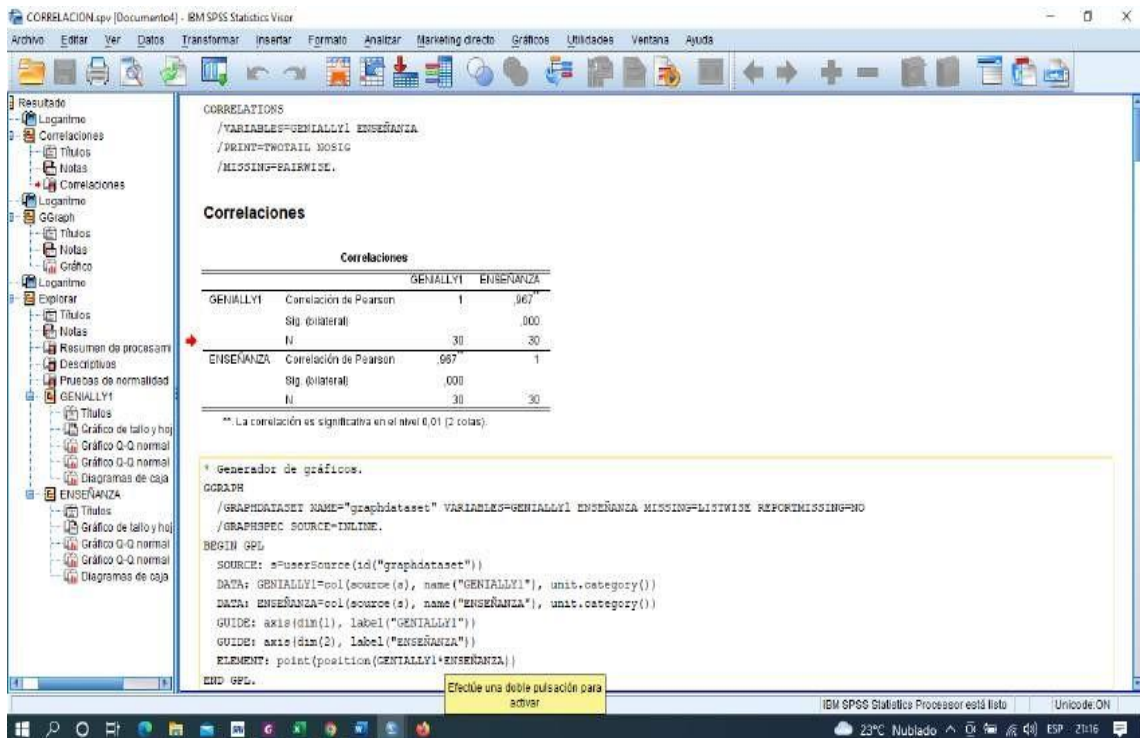 CORRELACION.spv [Documento4] - IBM SPSS Statistics Visor
Archivo Editar Ver Datos Transformar Insertar Formato Analizar Marketing directo Gráficos Utilidades Ventana Ayuda
Resultado
Logaritmo
Correlaciones
Títulos
Notas
Correlaciones
Logaritmo
GGraph
Títulos
Notas
Gráfico
Logaritmo
Explorar
Títulos
Notas
Resumen de procesami
Descriptivos
Pruebas de normalidad
GENIALLY1
Títulos
Gráfico de tallo y hoj
Gráfico Q-Q normal
Gráfico Q-Q normal
Diagramas de caja
ENSEÑANZA
Títulos
Gráfico de tallo y hoj
Gráfico Q-Q normal
Gráfico Q-Q normal
Diagramas de caja
CORRELATIONS
/VARIABLES=GENIALLY1 ENSEÑANZA
/PRINT=TWOTAIL NOSIG
/MISSING=PAIRWISE.
Correlaciones
Correlaciones
GENIALLY1 ENSEÑANZA
GENIALLY1 Correlación de Pearson 1 ,967**
Sig. (bilateral) ,000
N 30 30
ENSEÑANZA Correlación de Pearson ,967** 1
Sig. (bilateral) ,000
N 30 30
**. La correlación es significativa en el nivel 0,01 (2 colas).
* Generador de gráficos.
GGRAPH
/GRAPHDATASET NAME="graphdataset" VARIABLES=GENIALLY1 ENSEÑANZA MISSING=LISTWISE REPORTMISSING=NO
/GRAPHSPEC SOURCE=INLINE.
BEGIN GPL
SOURCE: s=userSource(id("graphdataset"))
DATA: GENIALLY1=col(source(s), name("GENIALLY1"), unit.category())
DATA: ENSEÑANZA=col(source(s), name("ENSEÑANZA"), unit.category())
GUIDE: axis(dim(1), label("GENIALLY1"))
GUIDE: axis(dim(2), label("ENSEÑANZA"))
ELEMENT: point(position(GENIALLY1*ENSEÑANZA))
END GPL.
Efectúe una doble pulsación para
activar
IBM SPSS Statistics Processor está listo Unicode:ON
23°C Nublado ESP 21:16